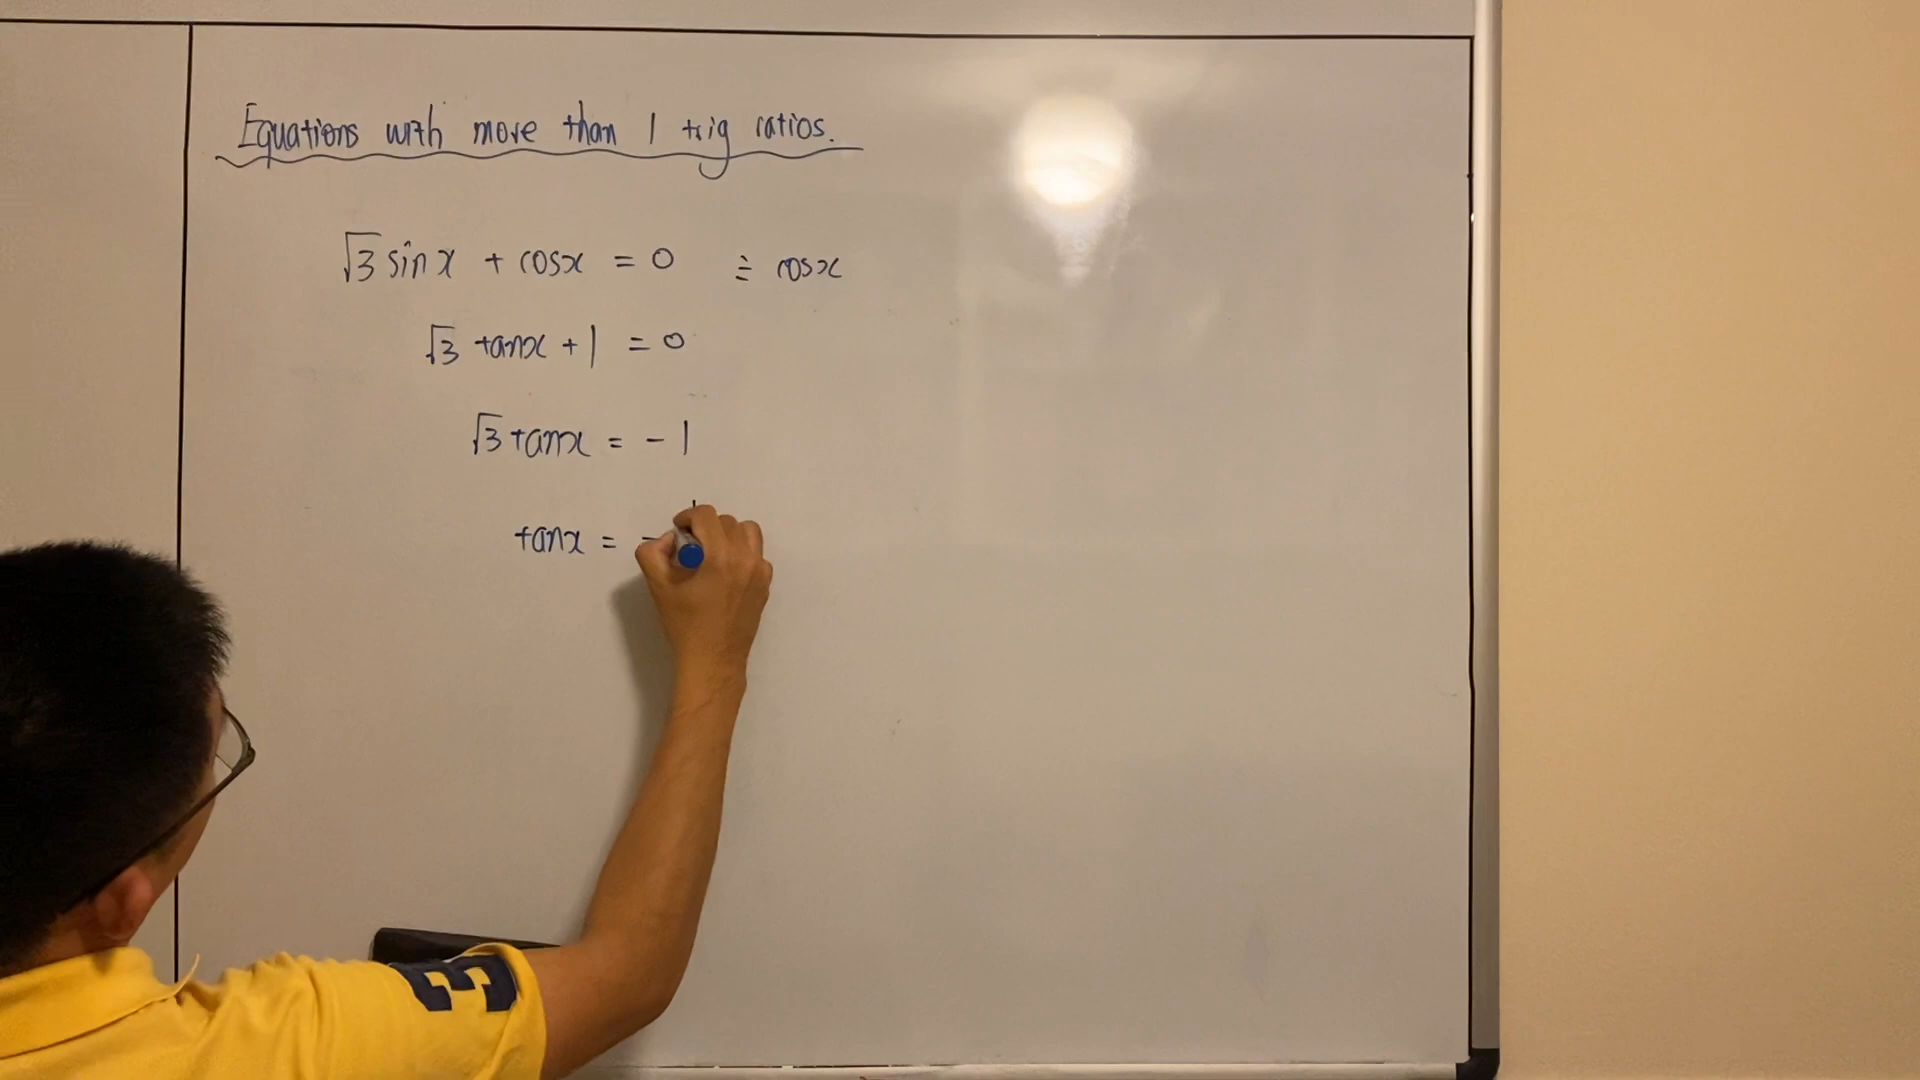 Equations with more than 1 trig ratios.
√3 sin x + cos x = 0 ÷ cos x
√3 tan x + 1 = 0
√3 tan x = - 1
tan x = -
3